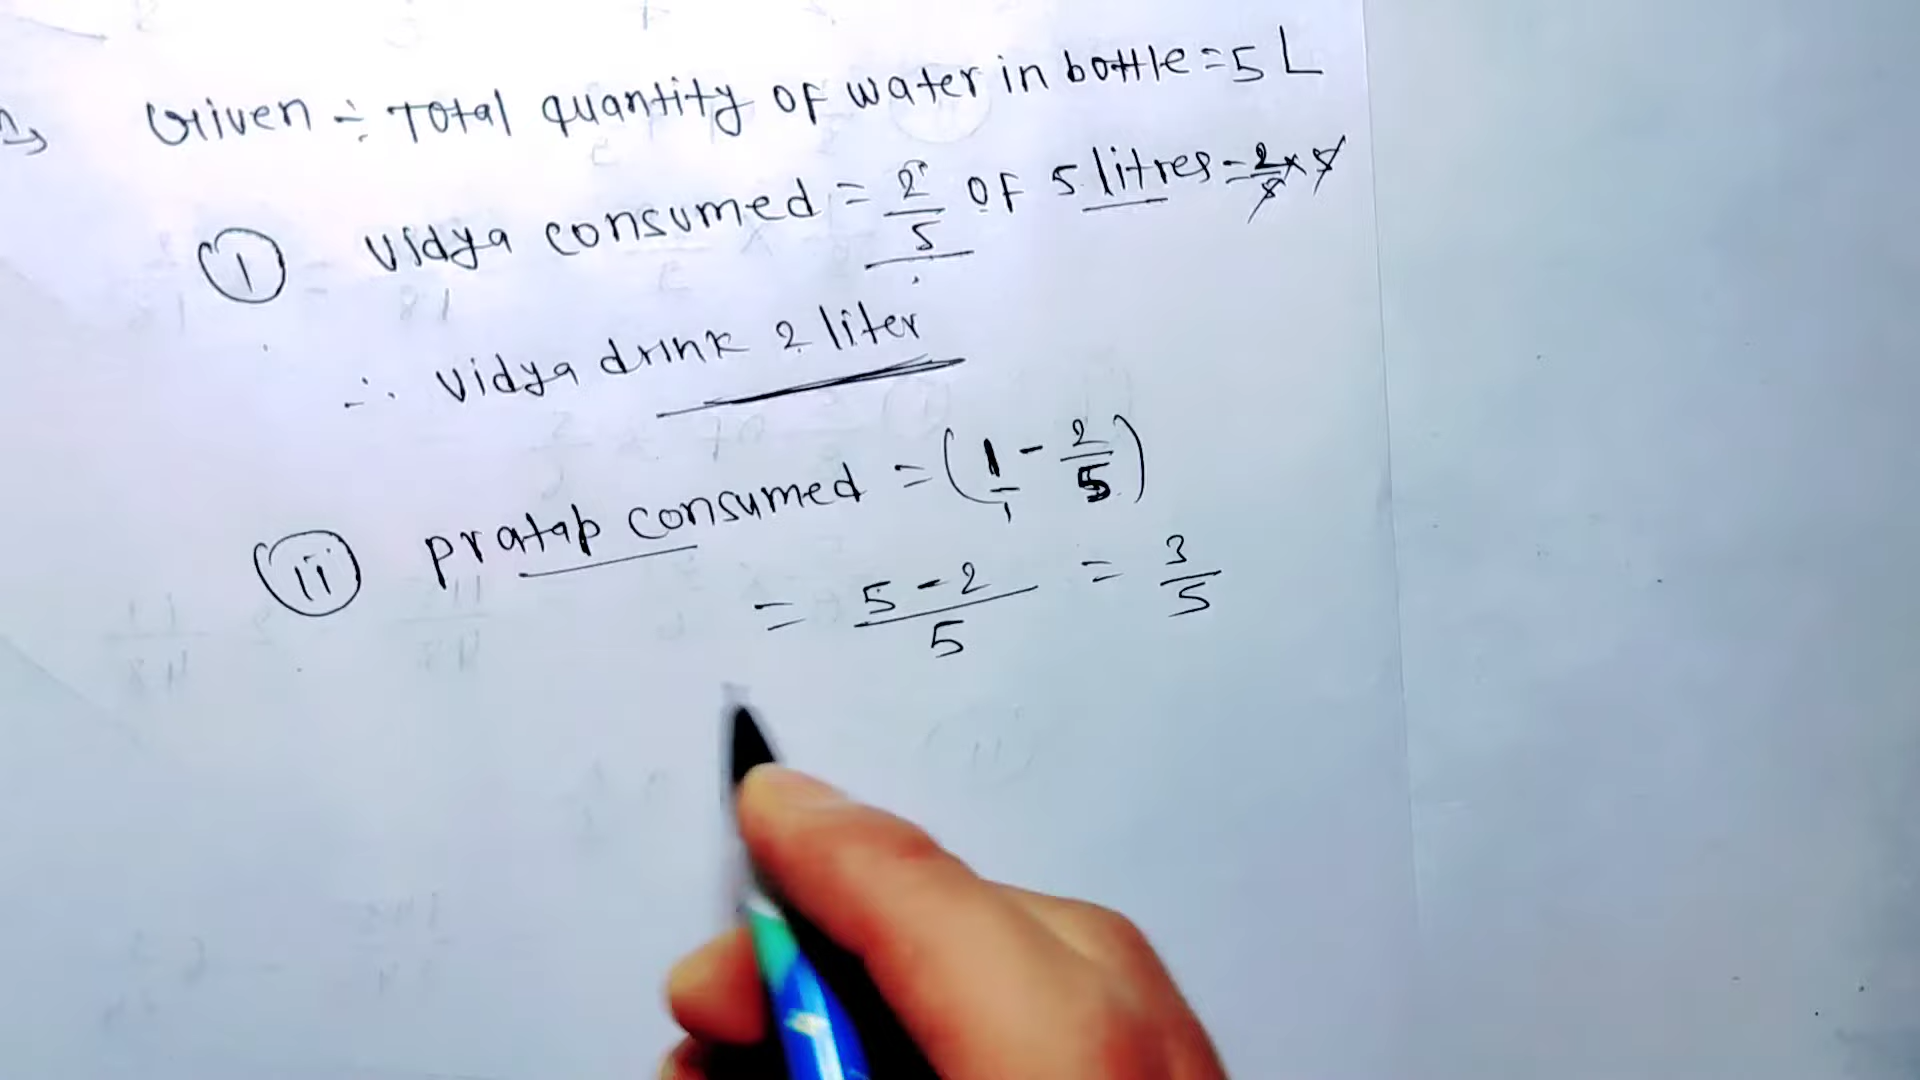 Given ÷ Total quantity of water in bottle = 5 L
(i) Vidya consumed = 2/5 of 5 litres = 2/5 × 5
∴ Vidya drink 2 liter
(ii) pratap consumed = (1/1 - 2/5)
= 5-2/5 = 3/5